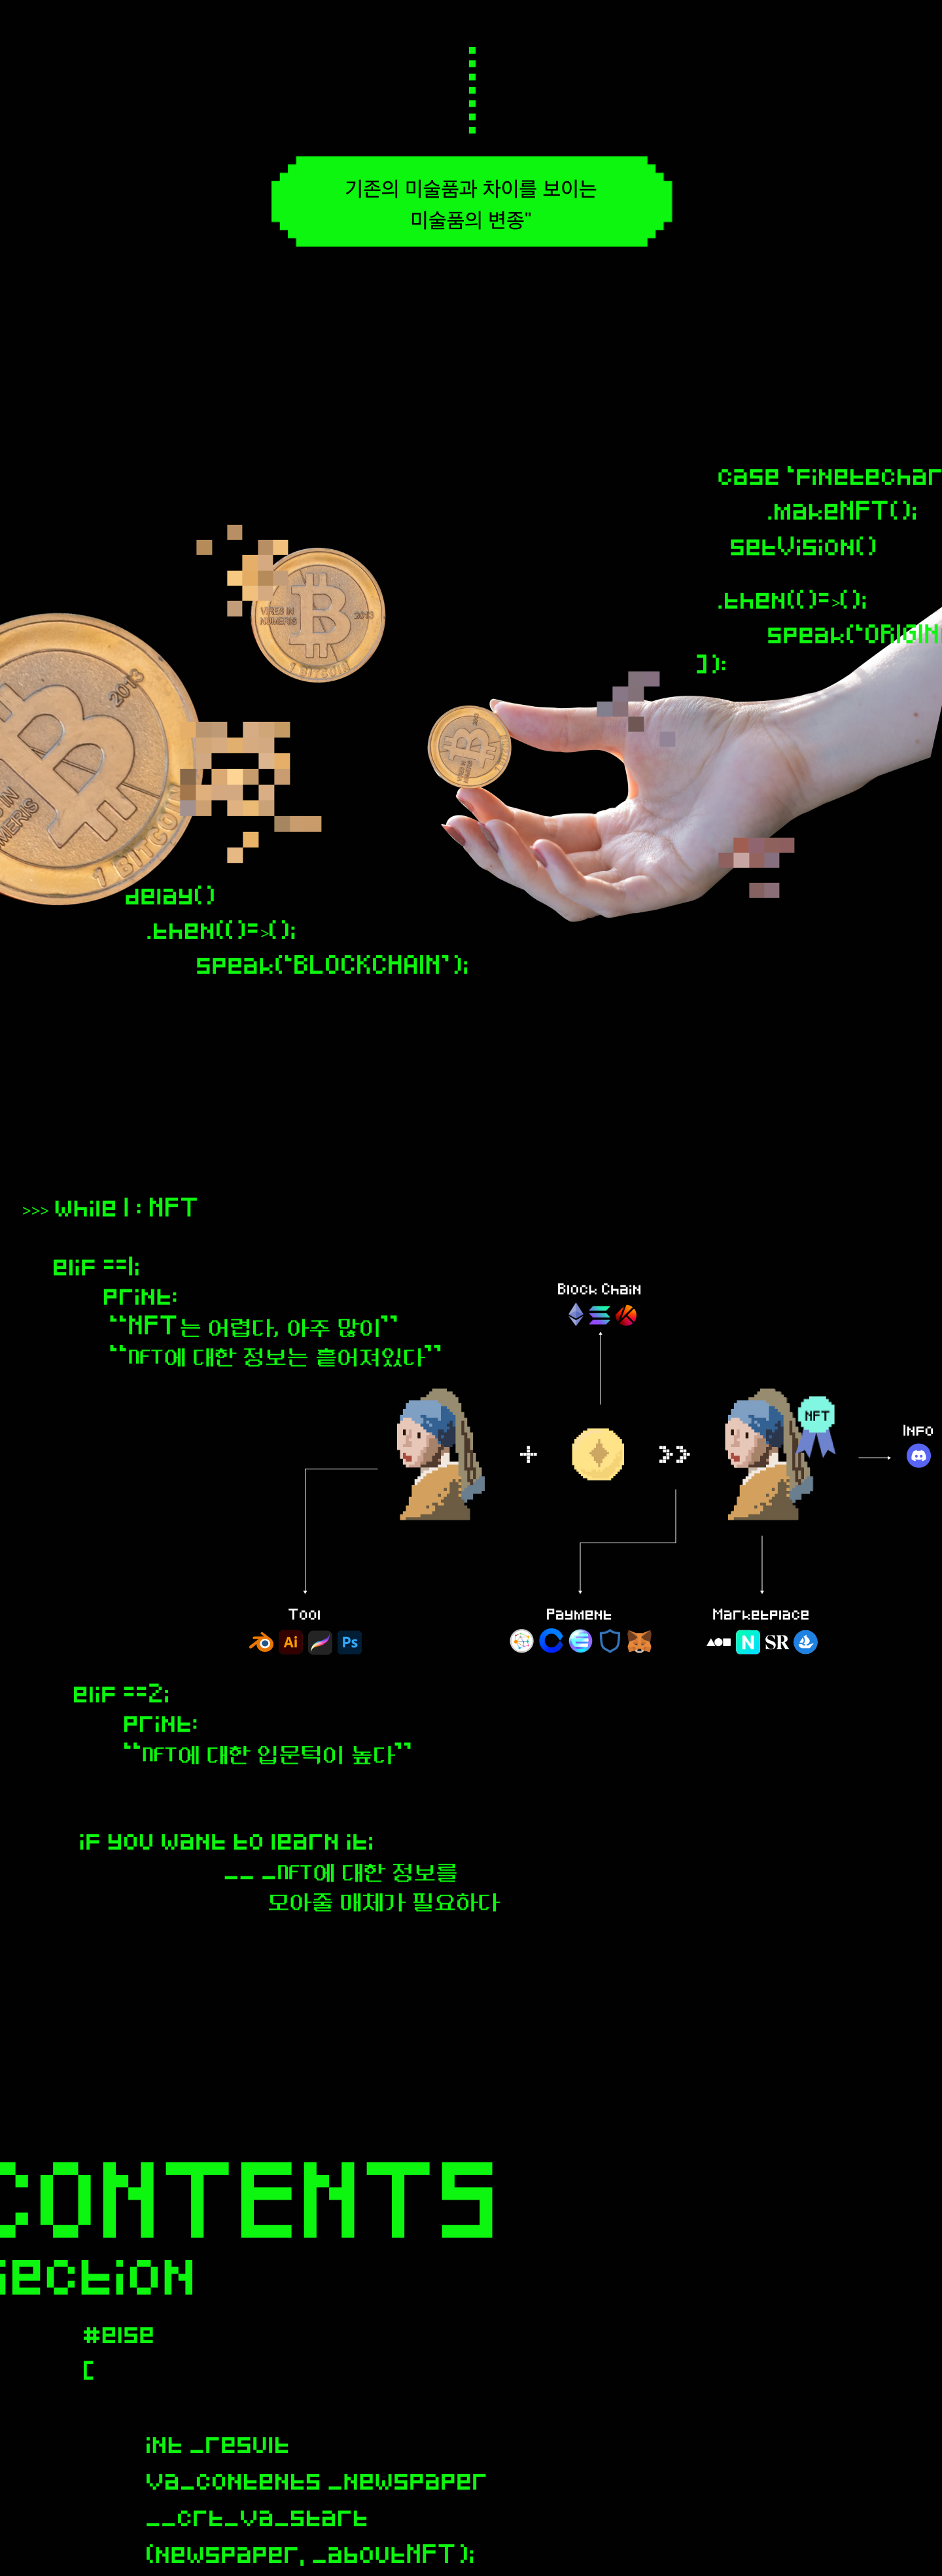 기존의 미술품과 차이를 보이는
미술품의 변종"
case 'Finetechar
.makeNFT();
setVision()
.then(()=>();
speak('ORIGIN
]);
VIRES IN
NUMERIS
2013
1 BITCOIN
2013
1 BITCOIN
delay()
.then(()=>();
speak('BLOCKCHAIN');
>>> while 1 : NFT
elif ==1;
print:
"NFT는 어렵다, 아주 많이"
"NFT에 대한 정보는 흩어져있다"
Block Chain
NFT
Info
+
>>
Tool
Ai
Ps
Payment
Marketplace
N
SR
elif ==2;
print:
"NFT에 대한 입문턱이 높다"
if you want to learn it;
__ _NFT에 대한 정보를
모아줄 매체가 필요하다
CONTENTS
section
#else
[
int _result
va_contents _newspaper
__crt_va_start
(newspaper, _aboutNFT);